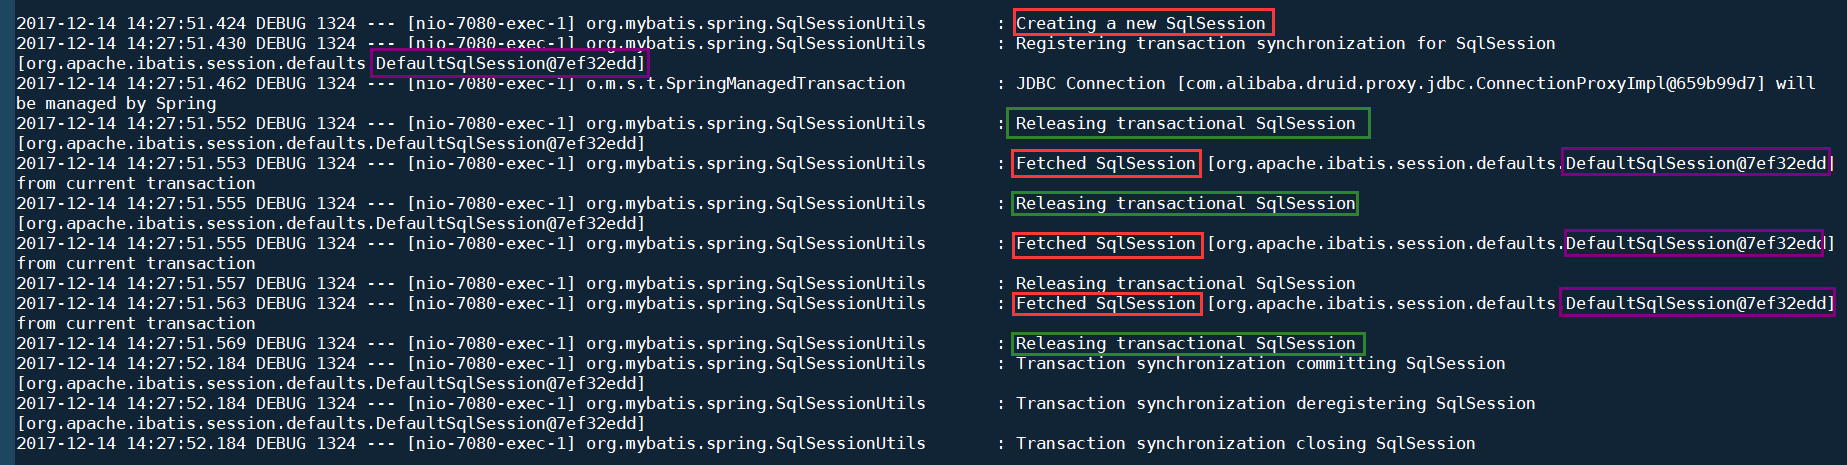 2017-12-14 14:27:51.424 DEBUG 1324 --- [nio-7080-exec-1] org.mybatis.spring.SqlSessionUtils : Creating a new SqlSession
2017-12-14 14:27:51.430 DEBUG 1324 --- [nio-7080-exec-1] org.mybatis.spring.SqlSessionUtils : Registering transaction synchronization for SqlSession
[org.apache.ibatis.session.defaults.DefaultSqlSession@7ef32edd]
2017-12-14 14:27:51.462 DEBUG 1324 --- [nio-7080-exec-1] o.m.s.t.SpringManagedTransaction : JDBC Connection [com.alibaba.druid.proxy.jdbc.ConnectionProxyImpl@659b99d7] will
be managed by Spring
2017-12-14 14:27:51.552 DEBUG 1324 --- [nio-7080-exec-1] org.mybatis.spring.SqlSessionUtils : Releasing transactional SqlSession
[org.apache.ibatis.session.defaults.DefaultSqlSession@7ef32edd]
2017-12-14 14:27:51.553 DEBUG 1324 --- [nio-7080-exec-1] org.mybatis.spring.SqlSessionUtils : Fetched SqlSession [org.apache.ibatis.session.defaults.DefaultSqlSession@7ef32edd]
from current transaction
2017-12-14 14:27:51.555 DEBUG 1324 --- [nio-7080-exec-1] org.mybatis.spring.SqlSessionUtils : Releasing transactional SqlSession
[org.apache.ibatis.session.defaults.DefaultSqlSession@7ef32edd]
2017-12-14 14:27:51.555 DEBUG 1324 --- [nio-7080-exec-1] org.mybatis.spring.SqlSessionUtils : Fetched SqlSession [org.apache.ibatis.session.defaults.DefaultSqlSession@7ef32edd]
from current transaction
2017-12-14 14:27:51.557 DEBUG 1324 --- [nio-7080-exec-1] org.mybatis.spring.SqlSessionUtils : Releasing transactional SqlSession
2017-12-14 14:27:51.563 DEBUG 1324 --- [nio-7080-exec-1] org.mybatis.spring.SqlSessionUtils : Fetched SqlSession [org.apache.ibatis.session.defaults.DefaultSqlSession@7ef32edd]
from current transaction
2017-12-14 14:27:51.569 DEBUG 1324 --- [nio-7080-exec-1] org.mybatis.spring.SqlSessionUtils : Releasing transactional SqlSession
2017-12-14 14:27:52.184 DEBUG 1324 --- [nio-7080-exec-1] org.mybatis.spring.SqlSessionUtils : Transaction synchronization committing SqlSession
[org.apache.ibatis.session.defaults.DefaultSqlSession@7ef32edd]
2017-12-14 14:27:52.184 DEBUG 1324 --- [nio-7080-exec-1] org.mybatis.spring.SqlSessionUtils : Transaction synchronization deregistering SqlSession
[org.apache.ibatis.session.defaults.DefaultSqlSession@7ef32edd]
2017-12-14 14:27:52.184 DEBUG 1324 --- [nio-7080-exec-1] org.mybatis.spring.SqlSessionUtils : Transaction synchronization closing SqlSession